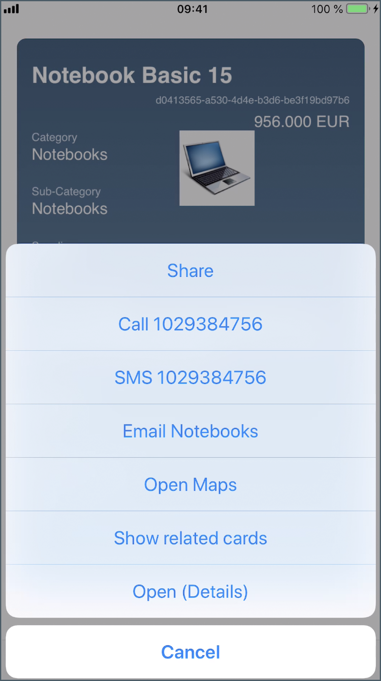 09:41
100 %
Notebook Basic 15
d0413565-a530-4d4e-b3d6-be3f19bd97b6
956.000 EUR
Category
Notebooks
Sub-Category
Notebooks
Share
Call 1029384756
SMS 1029384756
Email Notebooks
Open Maps
Show related cards
Open (Details)
Cancel